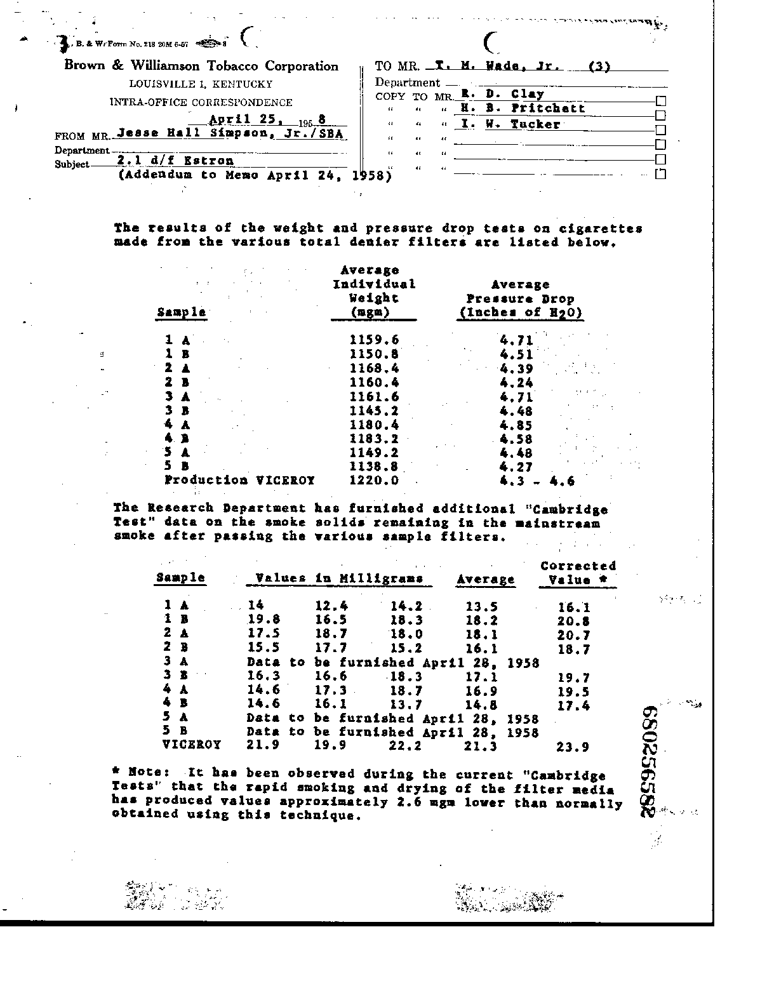 B. & W. Form No. 718 20M 6-57
Brown & Williamson Tobacco Corporation
LOUISVILLE 1, KENTUCKY
INTRA-OFFICE CORRESPONDENCE
April 25, 1958
FROM MR. Jesse Hall Simpson, Jr./SBA
Department
Subject 2.1 d/f Estron
(Addendum to Memo April 24, 1958)
TO MR. T. M. Wade, Jr. (3)
Department
COPY TO MR. R. D. Clay
" " " H. B. Pritchett
" " " I. W. Tucker
" " "
" " "
" " "
The results of the weight and pressure drop tests on cigarettes
made from the various total denier filters are listed below.
Average
Individual Average
Weight Pressure Drop
Sample (mgm) (Inches of H2O)
1 A 1159.6 4.71
1 B 1150.8 4.51
2 A 1168.4 4.39
2 B 1160.4 4.24
3 A 1161.6 4.71
3 B 1145.2 4.48
4 A 1180.4 4.85
4 B 1183.2 4.58
5 A 1149.2 4.48
5 B 1138.8 4.27
Production VICEROY 1220.0 4.3 - 4.6
The Research Department has furnished additional "Cambridge
Test" data on the smoke solids remaining in the mainstream
smoke after passing the various sample filters.
Corrected
Sample Values in Milligrams Average Value *
1 A 14 12.4 14.2 13.5 16.1
1 B 19.8 16.5 18.3 18.2 20.8
2 A 17.5 18.7 18.0 18.1 20.7
2 B 15.5 17.7 15.2 16.1 18.7
3 A Data to be furnished April 28, 1958
3 B 16.3 16.6 18.3 17.1 19.7
4 A 14.6 17.3 18.7 16.9 19.5
4 B 14.6 16.1 13.7 14.8 17.4
5 A Data to be furnished April 28, 1958
5 B Data to be furnished April 28, 1958
VICEROY 21.9 19.9 22.2 21.3 23.9
* Note: It has been observed during the current "Cambridge
Tests" that the rapid smoking and drying of the filter media
has produced values approximately 2.6 mgm lower than normally
obtained using this technique.
680256582